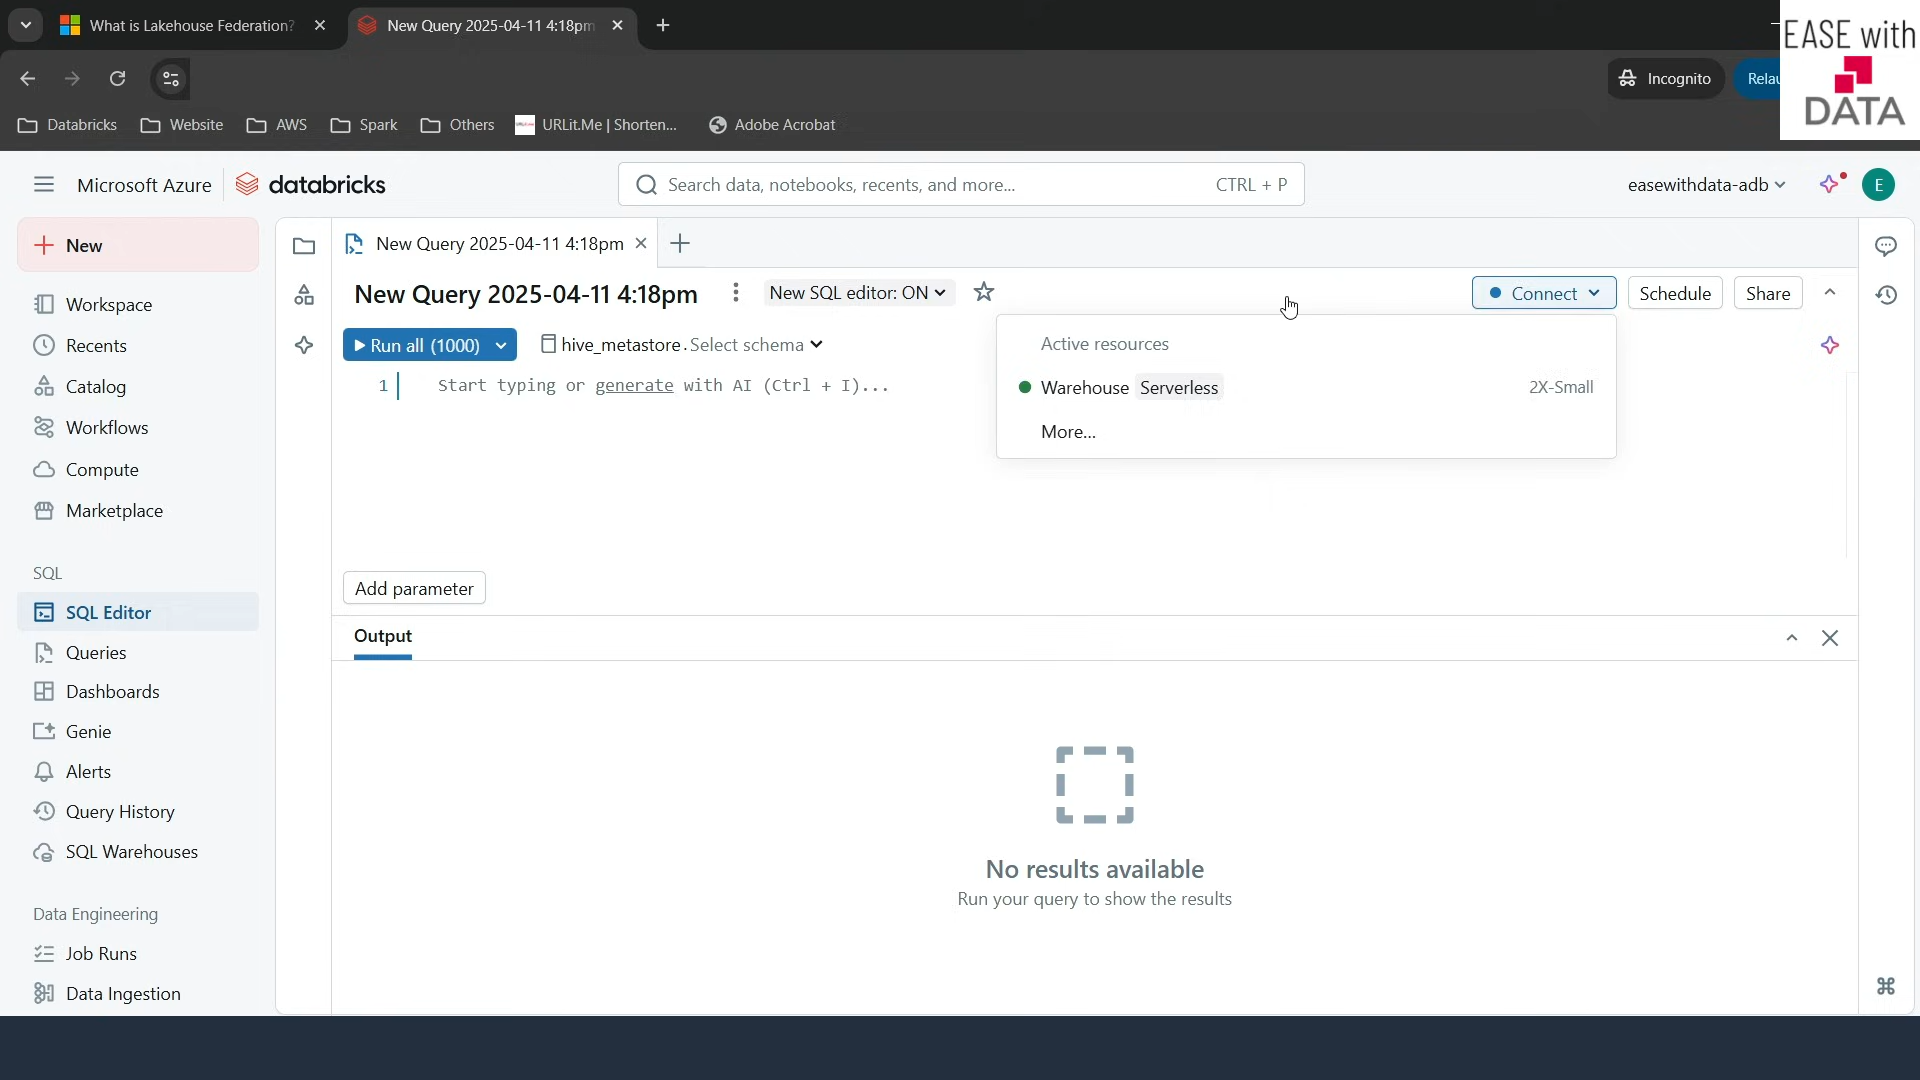 What is Lakehouse Federation?
New Query 2025-04-11 4:18pm
EASE with
DATA
Incognito
Relau
Databricks
Website
AWS
Spark
Others
URLit.Me | Shorten...
Adobe Acrobat
Microsoft Azure
databricks
Search data, notebooks, recents, and more...
CTRL + P
easewithdata-adb
E
New
New Query 2025-04-11 4:18pm
New Query 2025-04-11 4:18pm
New SQL editor: ON
Connect
Schedule
Share
Workspace
Recents
Catalog
Workflows
Compute
Marketplace
Run all (1000)
hive_metastore.Select schema
1
Start typing or generate with AI (Ctrl + I)...
Active resources
Warehouse Serverless
2X-Small
More...
SQL
SQL Editor
Queries
Dashboards
Genie
Alerts
Query History
SQL Warehouses
Data Engineering
Job Runs
Data Ingestion
Add parameter
Output
No results available
Run your query to show the results